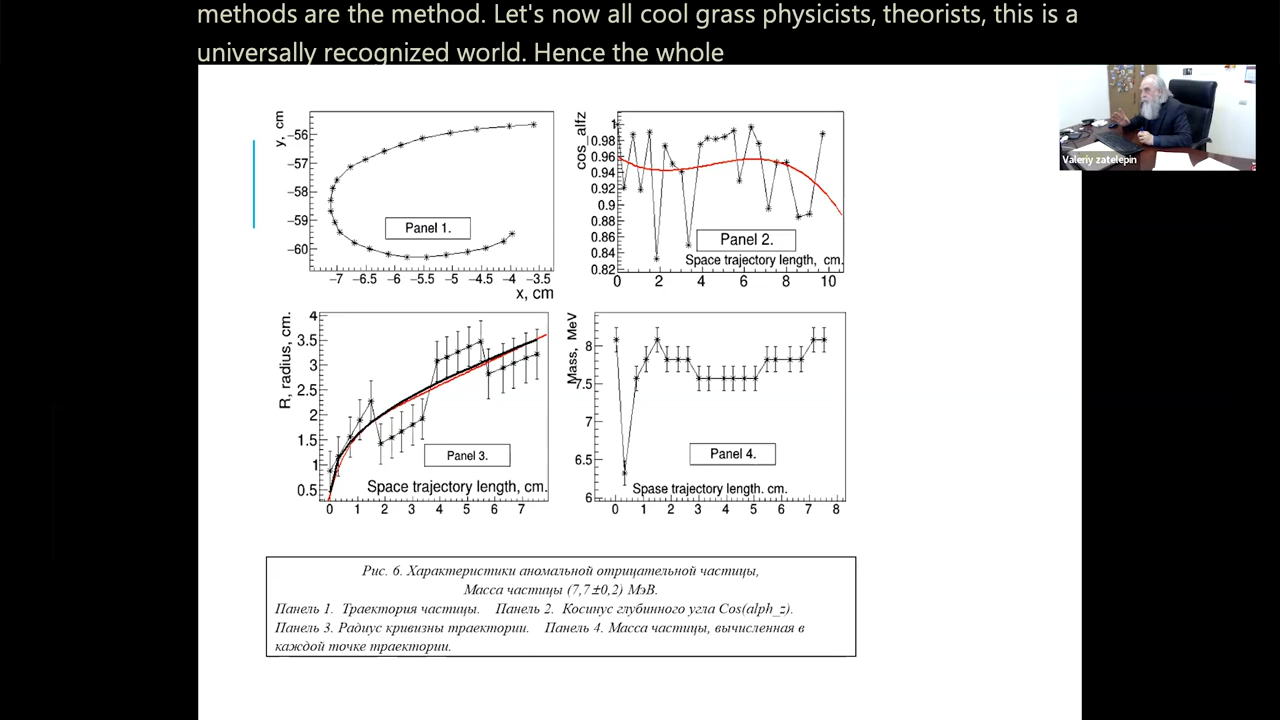 methods are the method. Let's now all cool grass physicists, theorists, this is a
universally recognized world. Hence the whole
Valeriy zatelepin
y, cm
−56
−57
−58
−59
−60
Panel 1.
−7 −6.5 −6 −5.5 −5 −4.5 −4 −3.5
x, cm
cos_alfz
1
0.98
0.96
0.94
0.92
0.9
0.88
0.86
0.84
0.82
Panel 2.
Space trajectory length, cm.
0 2 4 6 8 10
R, radius, cm.
4
3.5
3
2.5
2
1.5
1
0.5
Panel 3.
Space trajectory length, cm.
0 1 2 3 4 5 6 7
Mass, MeV
8
7.5
7
6.5
6
Panel 4.
Spase trajectory length. cm.
0 1 2 3 4 5 6 7 8
Рис. 6. Характеристики аномальной отрицательной частицы,
Масса частицы (7,7±0,2) МэВ.
Панель 1. Траектория частицы. Панель 2. Косинус глубинного угла Cos(alph_z).
Панель 3. Радиус кривизны траектории. Панель 4. Масса частицы, вычисленная в
каждой точке траектории.